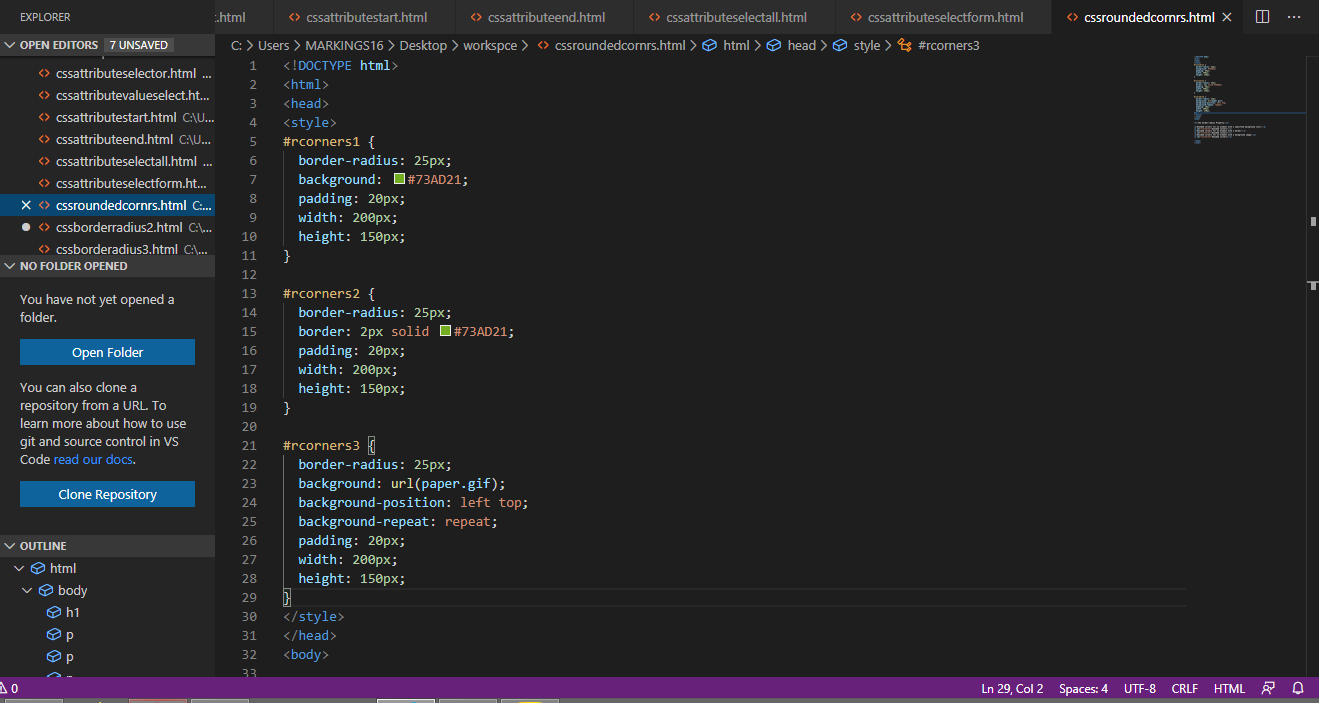 EXPLORER
.html
cssattributestart.html
cssattributeend.html
cssattributeselectall.html
cssattributeselectform.html
cssroundedcornrs.html
OPEN EDITORS 7 UNSAVED
C: > Users > MARKINGS16 > Desktop > workspce > cssroundedcornrs.html > html > head > style > #rcorners3
cssattributeselector.html ...
cssattributevalueselect.ht...
cssattributestart.html C:\U...
cssattributeend.html C:\U...
cssattributeselectall.html ...
cssattributeselectform.ht...
cssroundedcornrs.html C:...
cssborderradius2.html C:\...
cssborderadius3.html C:\...
NO FOLDER OPENED
You have not yet opened a
folder.
Open Folder
You can also clone a
repository from a URL. To
learn more about how to use
git and source control in VS
Code read our docs.
Clone Repository
OUTLINE
html
body
h1
p
p
1 <!DOCTYPE html>
2 <html>
3 <head>
4 <style>
5 #rcorners1 {
6 border-radius: 25px;
7 background: #73AD21;
8 padding: 20px;
9 width: 200px;
10 height: 150px;
11 }
12
13 #rcorners2 {
14 border-radius: 25px;
15 border: 2px solid #73AD21;
16 padding: 20px;
17 width: 200px;
18 height: 150px;
19 }
20
21 #rcorners3 {
22 border-radius: 25px;
23 background: url(paper.gif);
24 background-position: left top;
25 background-repeat: repeat;
26 padding: 20px;
27 width: 200px;
28 height: 150px;
29 }
30 </style>
31 </head>
32 <body>
33
0
Ln 29, Col 2 Spaces: 4 UTF-8 CRLF HTML